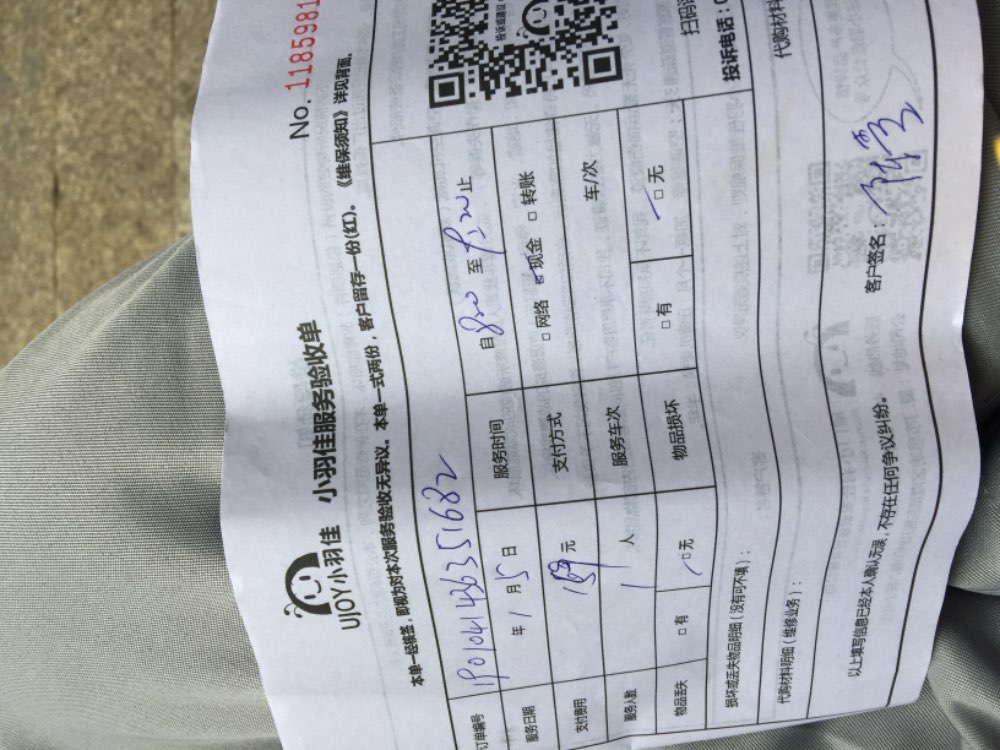 No. 1185981
UJOY小羽佳 小羽佳服务验收单
本单一经核签，即视为对本次服务验收无异议。本单一式两份，客户留存一份(红)。《维保须知》详见背面。
订单编号 1901041436351682
服务日期 年 1 月 5 日 服务时间 自 至 止
支付费用 元 支付方式 □ 网络 □ 现金 □ 转账
服务人数 1 人 服务车次 车/次
物品丢失 □ 有 □ 无 物品损坏 □ 有 □ 无
损坏或丢失物品明细（没有可不填）： 扫码
投诉电话：
代购材料明细（维修业务）： 代购材料
以上填写信息已经本人确认无误，不存在任何争议纠纷。 客户签名：